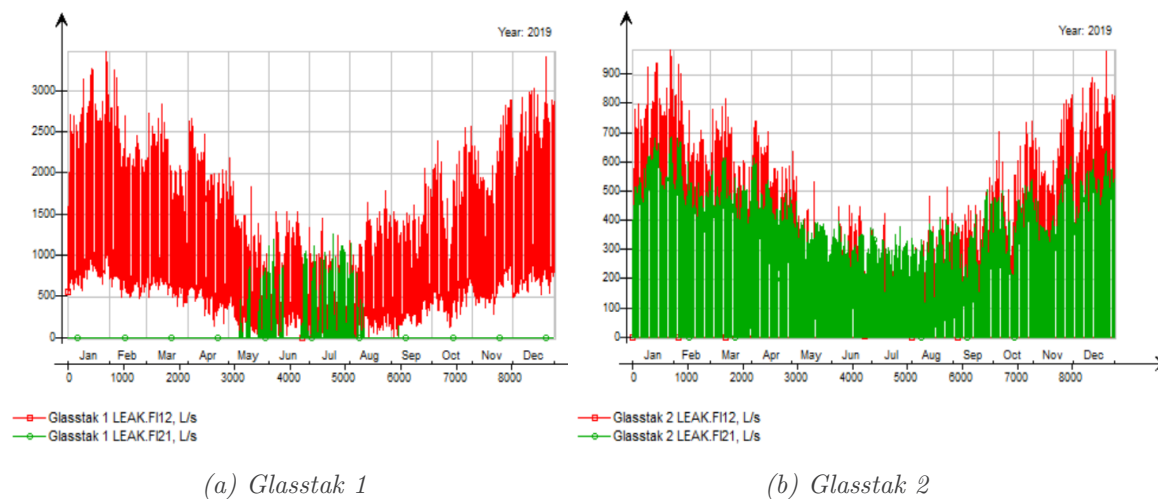 Year: 2019
3000
2500
2000
1500
1000
500
0
Jan Feb Mar Apr May Jun Jul Aug Sep Oct Nov Dec
0 1000 2000 3000 4000 5000 6000 7000 8000
Glasstak 1 LEAK.Fl12, L/s
Glasstak 1 LEAK.Fl21, L/s
(a) Glasstak 1
Year: 2019
900
800
700
600
500
400
300
200
100
0
Jan Feb Mar Apr May Jun Jul Aug Sep Oct Nov Dec
0 1000 2000 3000 4000 5000 6000 7000 8000
Glasstak 2 LEAK.Fl12, L/s
Glasstak 2 LEAK.Fl21, L/s
(b) Glasstak 2